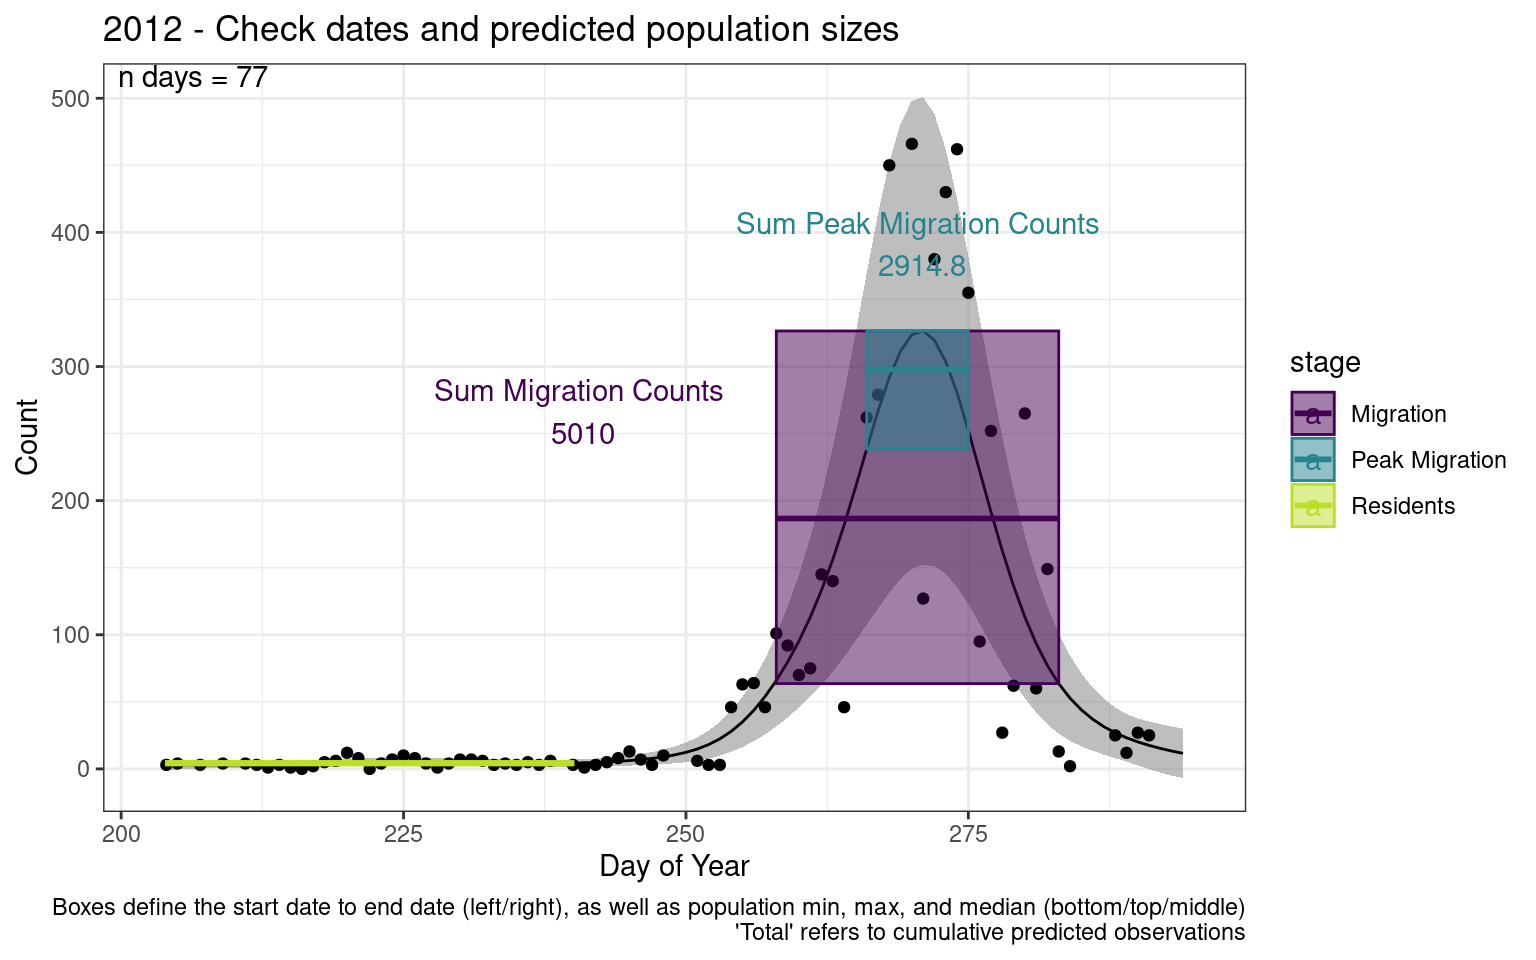 2012 - Check dates and predicted population sizes
n days = 77
500
400
300
200
100
0
Count
Sum Peak Migration Counts
2914.8
Sum Migration Counts
5010
200
225
250
275
Day of Year
stage
a Migration
a Peak Migration
a Residents
Boxes define the start date to end date (left/right), as well as population min, max, and median (bottom/top/middle)
'Total' refers to cumulative predicted observations